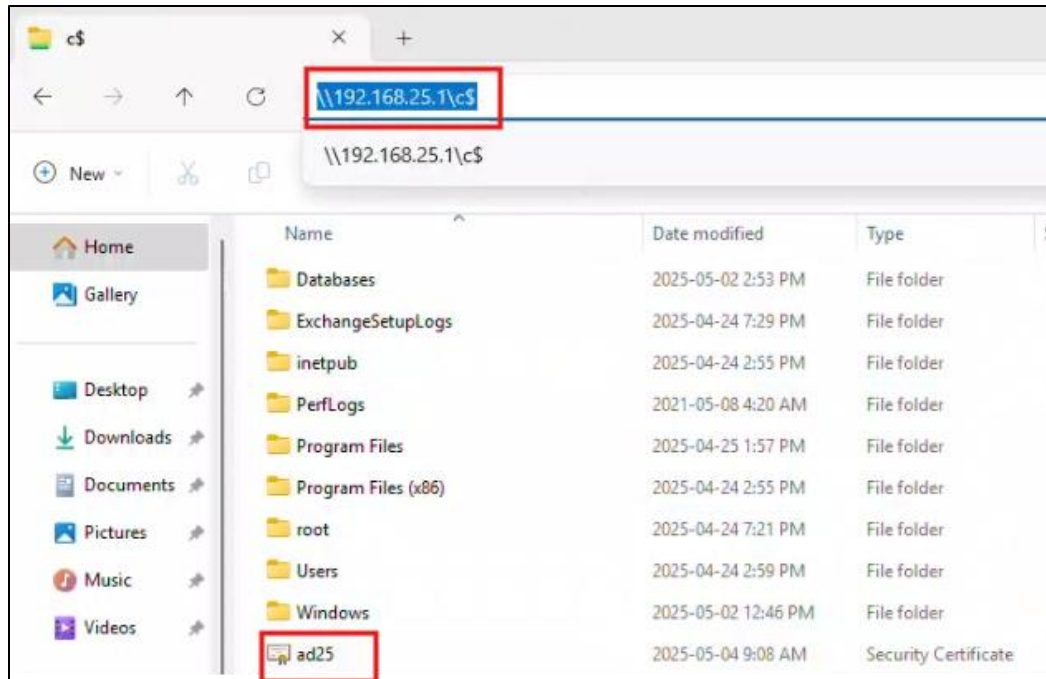 c$
\\192.168.25.1\c$
\\192.168.25.1\c$
New
Name Date modified Type
Home
Gallery
Desktop
Downloads
Documents
Pictures
Music
Videos
Databases 2025-05-02 2:53 PM File folder
ExchangeSetupLogs 2025-04-24 7:29 PM File folder
inetpub 2025-04-24 2:55 PM File folder
PerfLogs 2021-05-08 4:20 AM File folder
Program Files 2025-04-25 1:57 PM File folder
Program Files (x86) 2025-04-24 2:55 PM File folder
root 2025-04-24 7:21 PM File folder
Users 2025-04-24 2:59 PM File folder
Windows 2025-05-02 12:46 PM File folder
ad25 2025-05-04 9:08 AM Security Certificate